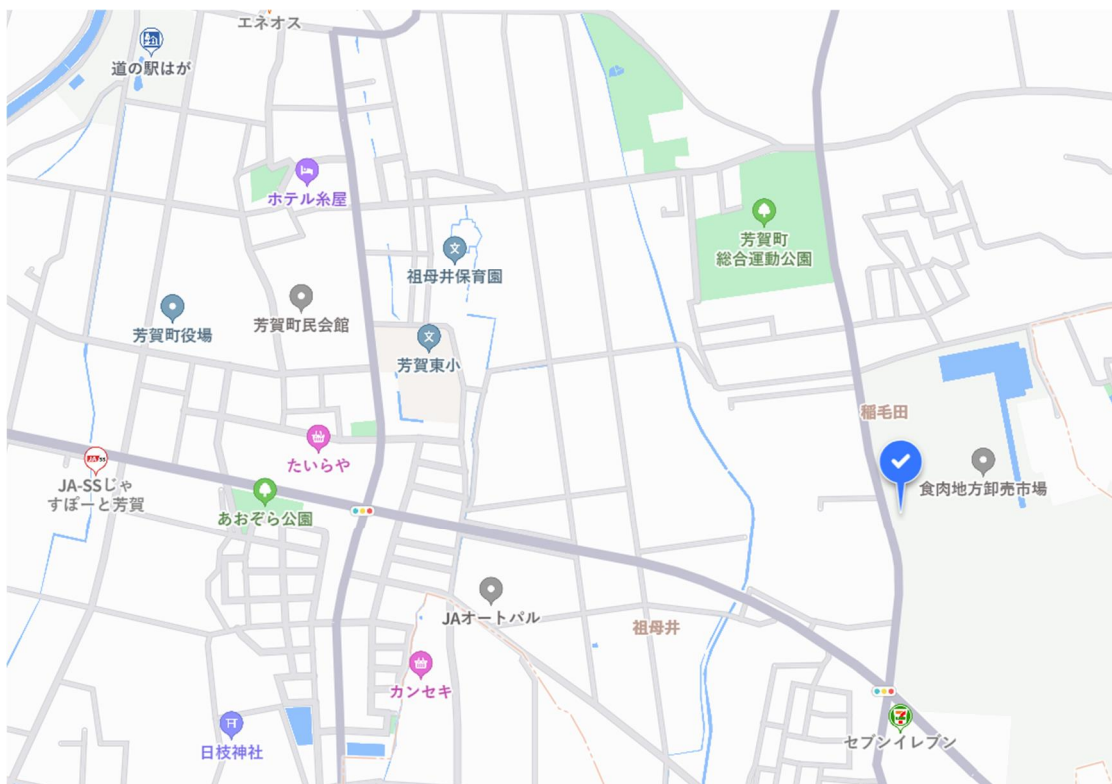 エネオス
道の駅はが
ホテル糸屋
芳賀町
総合運動公園
祖母井保育園
芳賀町役場
芳賀町民会館
芳賀東小
稲毛田
たいらや
食肉地方卸売市場
JA-SS
JA-SSじゃ
すぽーと芳賀
あおぞら公園
JAオートパル
祖母井
カンセキ
日枝神社
セブンイレブン
文
文